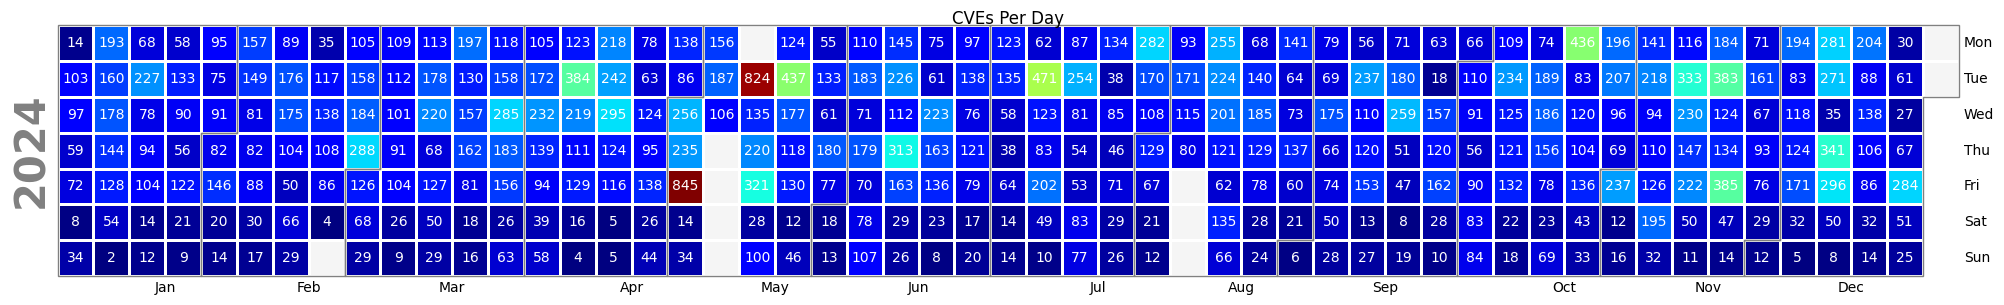 CVEs Per Day
14 193 68 58 95 157 89 35 105 109 113 197 118 105 123 218 78 138 156 124 55 110 145 75 97 123 62 87 134 282 93 255 68 141 79 56 71 63 66 109 74 436 196 141 116 184 71 194 281 204 30 Mon
103 160 227 133 75 149 176 117 158 112 178 130 158 172 384 242 63 86 187 824 437 133 183 226 61 138 135 471 254 38 170 171 224 140 64 69 237 180 18 110 234 189 83 207 218 333 383 161 83 271 88 61 Tue
97 178 78 90 91 81 175 138 184 101 220 157 285 232 219 295 124 256 106 135 177 61 71 112 223 76 58 123 81 85 108 115 201 185 73 175 110 259 157 91 125 186 120 96 94 230 124 67 118 35 138 27 Wed
59 144 94 56 82 82 104 108 288 91 68 162 183 139 111 124 95 235 220 118 180 179 313 163 121 38 83 54 46 129 80 121 129 137 66 120 51 120 56 121 156 104 69 110 147 134 93 124 341 106 67 Thu
72 128 104 122 146 88 50 86 126 104 127 81 156 94 129 116 138 845 321 130 77 70 163 136 79 64 202 53 71 67 62 78 60 74 153 47 162 90 132 78 136 237 126 222 385 76 171 296 86 284 Fri
8 54 14 21 20 30 66 4 68 26 50 18 26 39 16 5 26 14 28 12 18 78 29 23 17 14 49 83 29 21 135 28 21 50 13 8 28 83 22 23 43 12 195 50 47 29 32 50 32 51 Sat
34 2 12 9 14 17 29 29 9 29 16 63 58 4 5 44 34 100 46 13 107 26 8 20 14 10 77 26 12 66 24 6 28 27 19 10 84 18 69 33 16 32 11 14 12 5 8 14 25 Sun
2024
Jan Feb Mar Apr May Jun Jul Aug Sep Oct Nov Dec